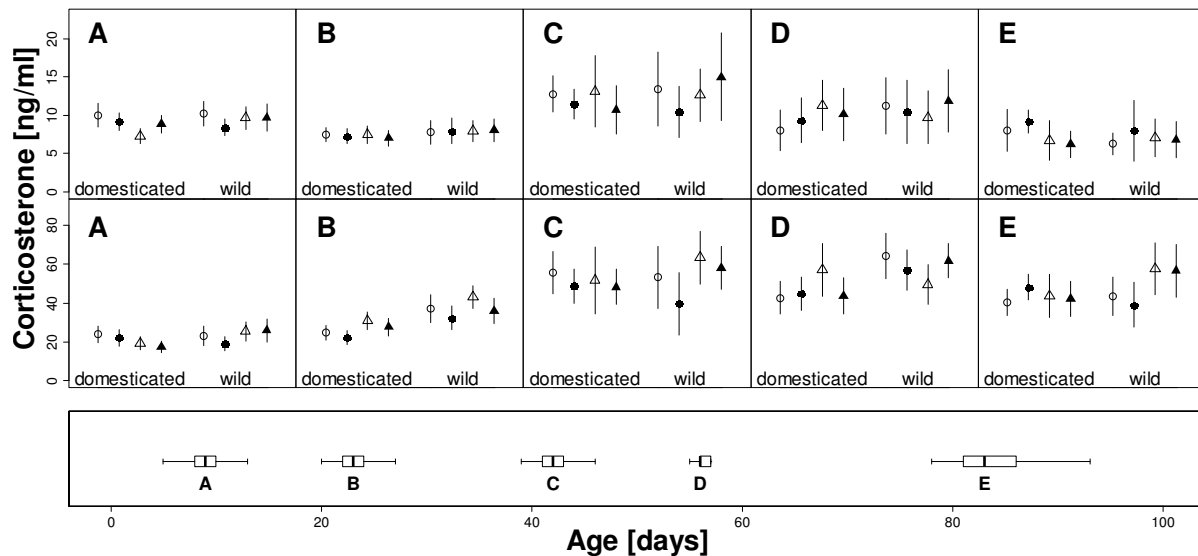 Corticosterone [ng/ml]
20
15
10
5
0
A B C D E
domesticated wild domesticated wild domesticated wild domesticated wild domesticated wild
80
60
40
20
0
A B C D E
domesticated wild domesticated wild domesticated wild domesticated wild domesticated wild
A B C D E
0 20 40 60 80 100
Age [days]